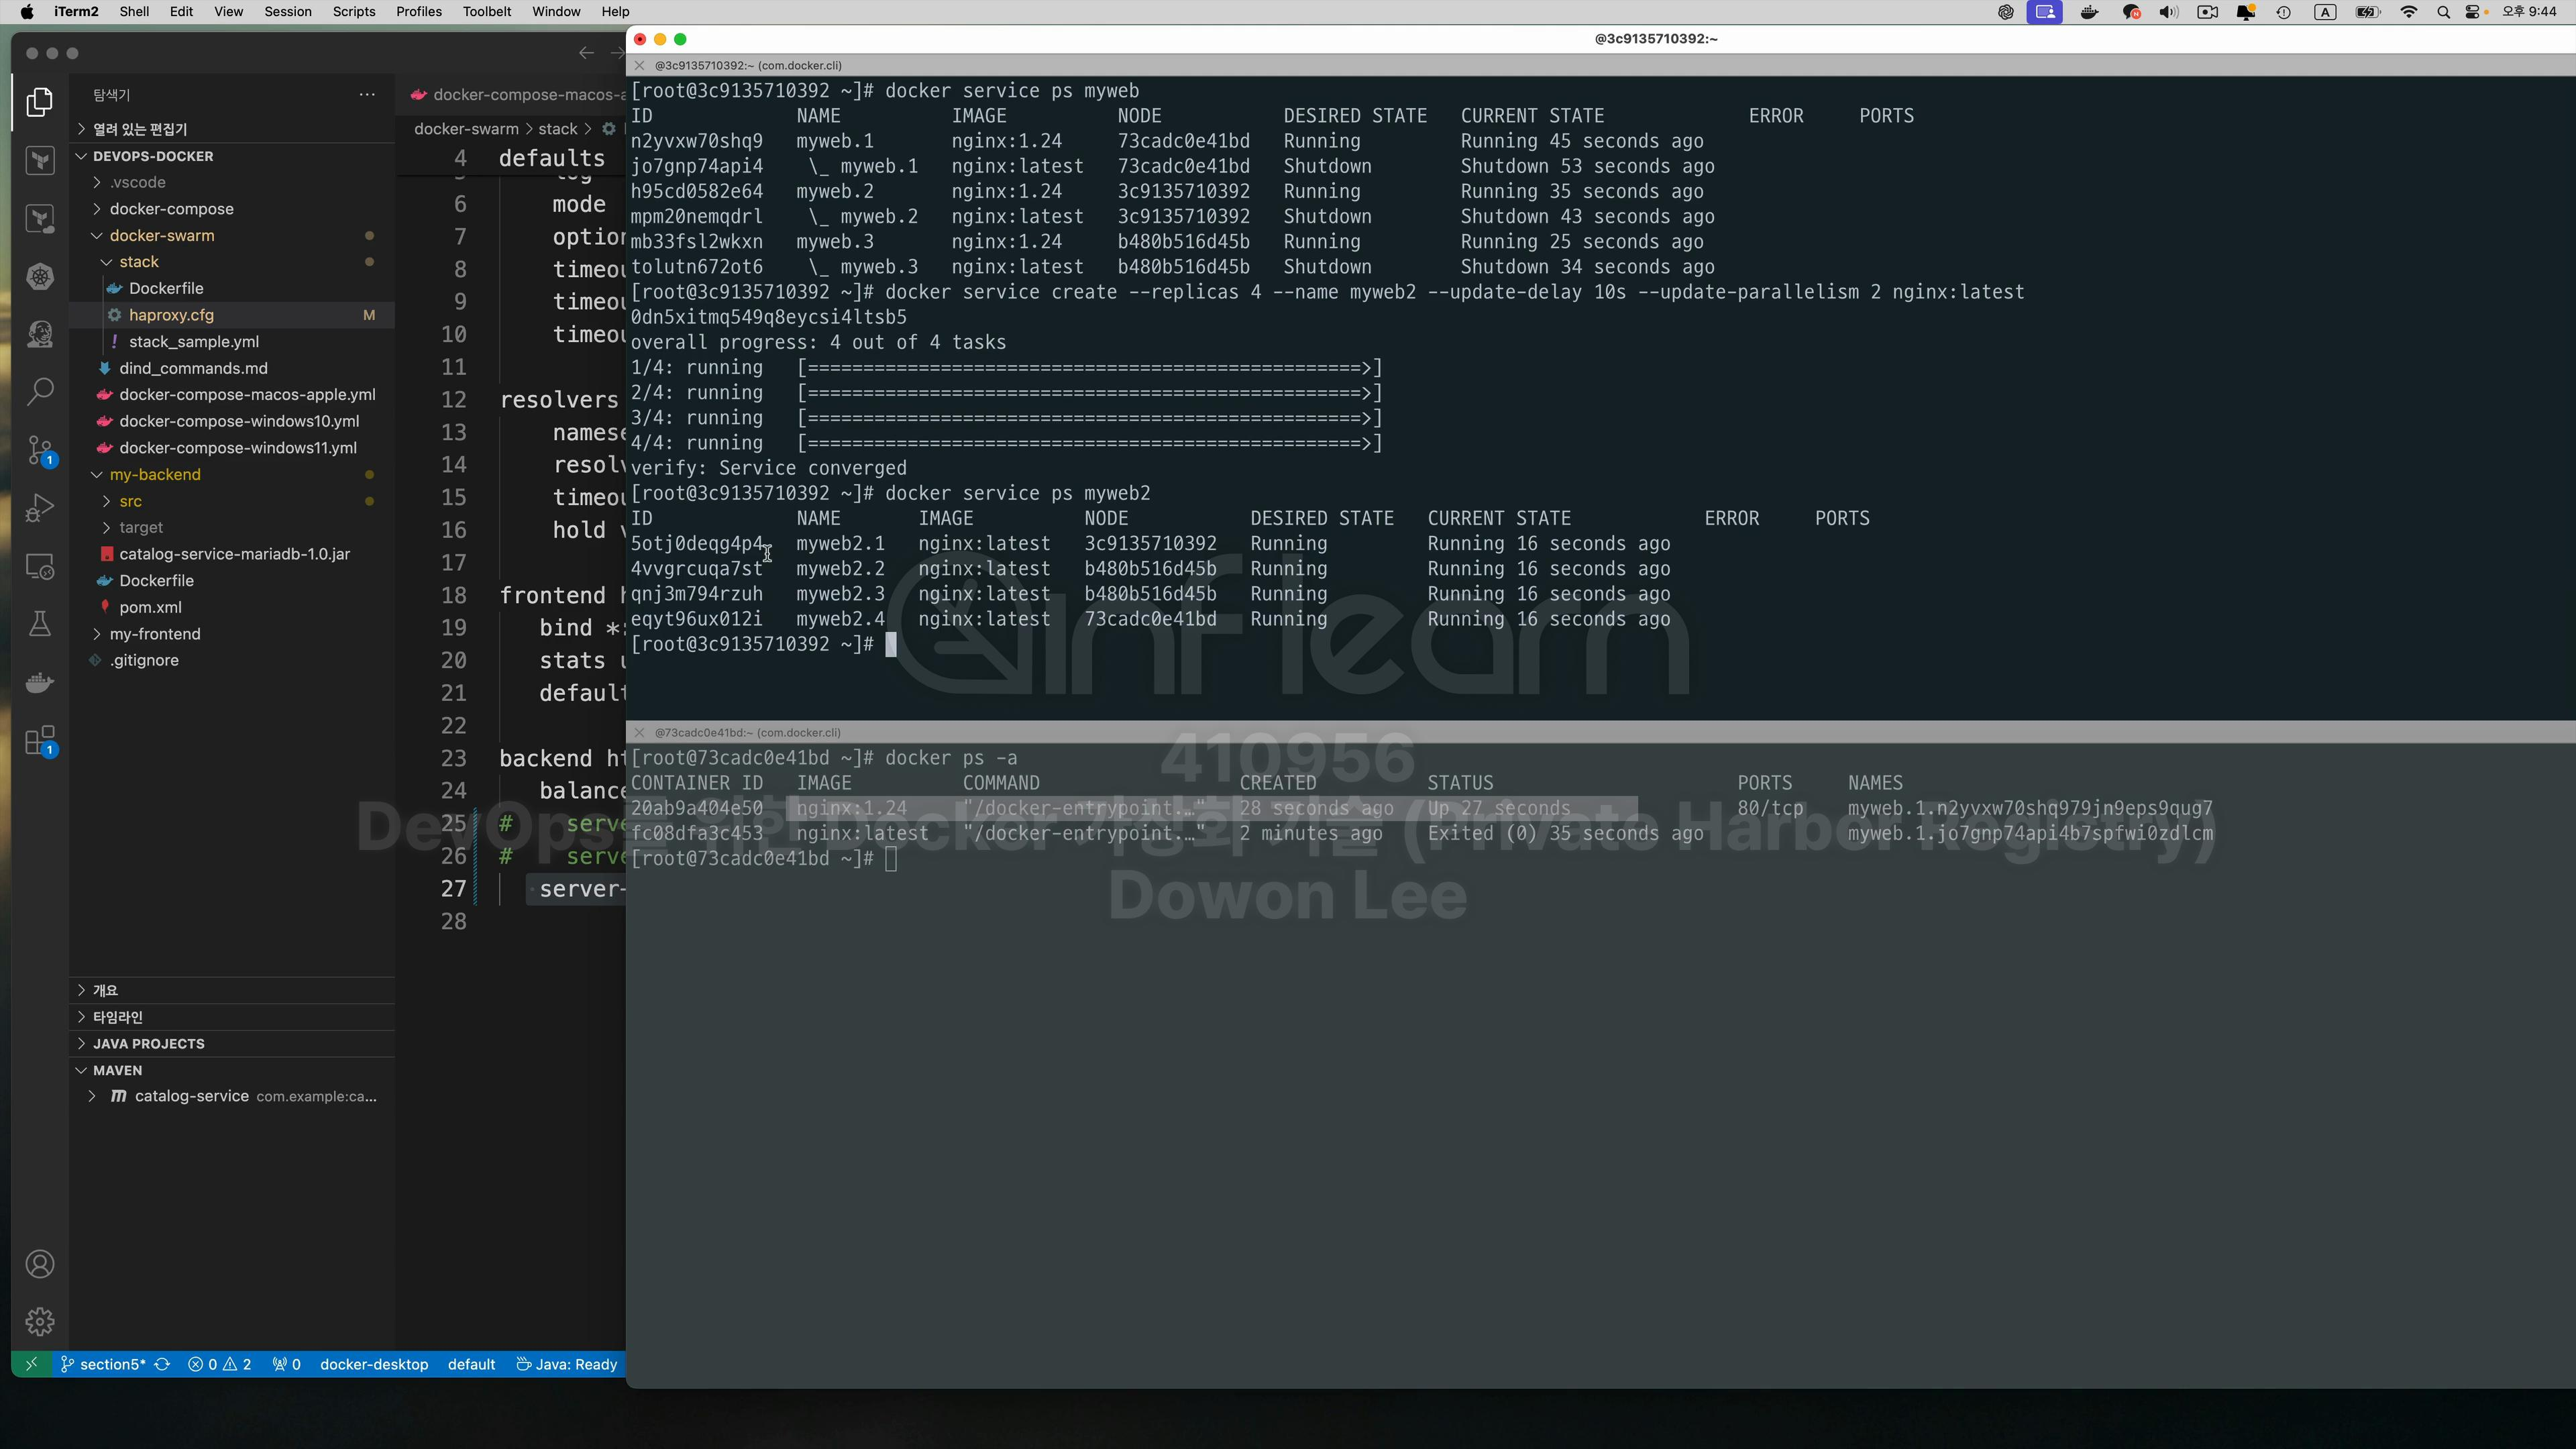 iTerm2 Shell Edit View Session Scripts Profiles Toolbelt Window Help
A 오후 9:44
@3c9135710392:~
@3c9135710392:~ (com.docker.cli)
탐색기
열려 있는 편집기
DEVOPS-DOCKER
.vscode
docker-compose
docker-swarm
stack
Dockerfile
haproxy.cfg M
stack_sample.yml
dind_commands.md
docker-compose-macos-apple.yml
docker-compose-windows10.yml
docker-compose-windows11.yml
my-backend
src
target
catalog-service-mariadb-1.0.jar
Dockerfile
pom.xml
my-frontend
.gitignore
개요
타임라인
JAVA PROJECTS
MAVEN
catalog-service com.example:ca...
1
1
section5* 0 2 0 docker-desktop default Java: Ready
docker-compose-macos-a
docker-swarm > stack >
4 defaults
6 mode
7 option
8 timeou
9 timeou
10 timeou
11
12 resolvers
13 namese
14 resolv
15 timeou
16 hold v
17
18 frontend h
19 bind *:
20 stats u
21 default
22
23 backend ht
24 balance
25 # serve
26 # serve
27 server-
28
[root@3c9135710392 ~]# docker service ps myweb
ID NAME IMAGE NODE DESIRED STATE CURRENT STATE ERROR PORTS
n2yvxw70shq9 myweb.1 nginx:1.24 73cadc0e41bd Running Running 45 seconds ago
jo7gnp74api4 \_ myweb.1 nginx:latest 73cadc0e41bd Shutdown Shutdown 53 seconds ago
h95cd0582e64 myweb.2 nginx:1.24 3c9135710392 Running Running 35 seconds ago
mpm20nemqdrl \_ myweb.2 nginx:latest 3c9135710392 Shutdown Shutdown 43 seconds ago
mb33fsl2wkxn myweb.3 nginx:1.24 b480b516d45b Running Running 25 seconds ago
tolutn672ot6 \_ myweb.3 nginx:latest b480b516d45b Shutdown Shutdown 34 seconds ago
[root@3c9135710392 ~]# docker service create --replicas 4 --name myweb2 --update-delay 10s --update-parallelism 2 nginx:latest
0dn5xitmq549q8eycsi4ltsb5
overall progress: 4 out of 4 tasks
1/4: running [==================================================>]
2/4: running [==================================================>]
3/4: running [==================================================>]
4/4: running [==================================================>]
verify: Service converged
[root@3c9135710392 ~]# docker service ps myweb2
ID NAME IMAGE NODE DESIRED STATE CURRENT STATE ERROR PORTS
5otj0deqg4p4 myweb2.1 nginx:latest 3c9135710392 Running Running 16 seconds ago
4vvgrcuqa7st myweb2.2 nginx:latest b480b516d45b Running Running 16 seconds ago
qnj3m794rzuh myweb2.3 nginx:latest b480b516d45b Running Running 16 seconds ago
eqyt96ux012i myweb2.4 nginx:latest 73cadc0e41bd Running Running 16 seconds ago
[root@3c9135710392 ~]#
inflearn
@73cadc0e41bd:~ (com.docker.cli)
[root@73cadc0e41bd ~]# docker ps -a
CONTAINER ID IMAGE COMMAND CREATED STATUS PORTS NAMES
20ab9a404e50 nginx:1.24 "/docker-entrypoint.…" 28 seconds ago Up 27 seconds 80/tcp myweb.1.n2yvxw70shq979jn9eps9qug7
fc08dfa3c453 nginx:latest "/docker-entrypoint.…" 2 minutes ago Exited (0) 35 seconds ago myweb.1.jo7gnp74api4b7spfwi0zdlcm
[root@73cadc0e41bd ~]#
410956
DevOps를 위한 Docker 가상화 기술 (Private Harbor Registry)
Dowon Lee